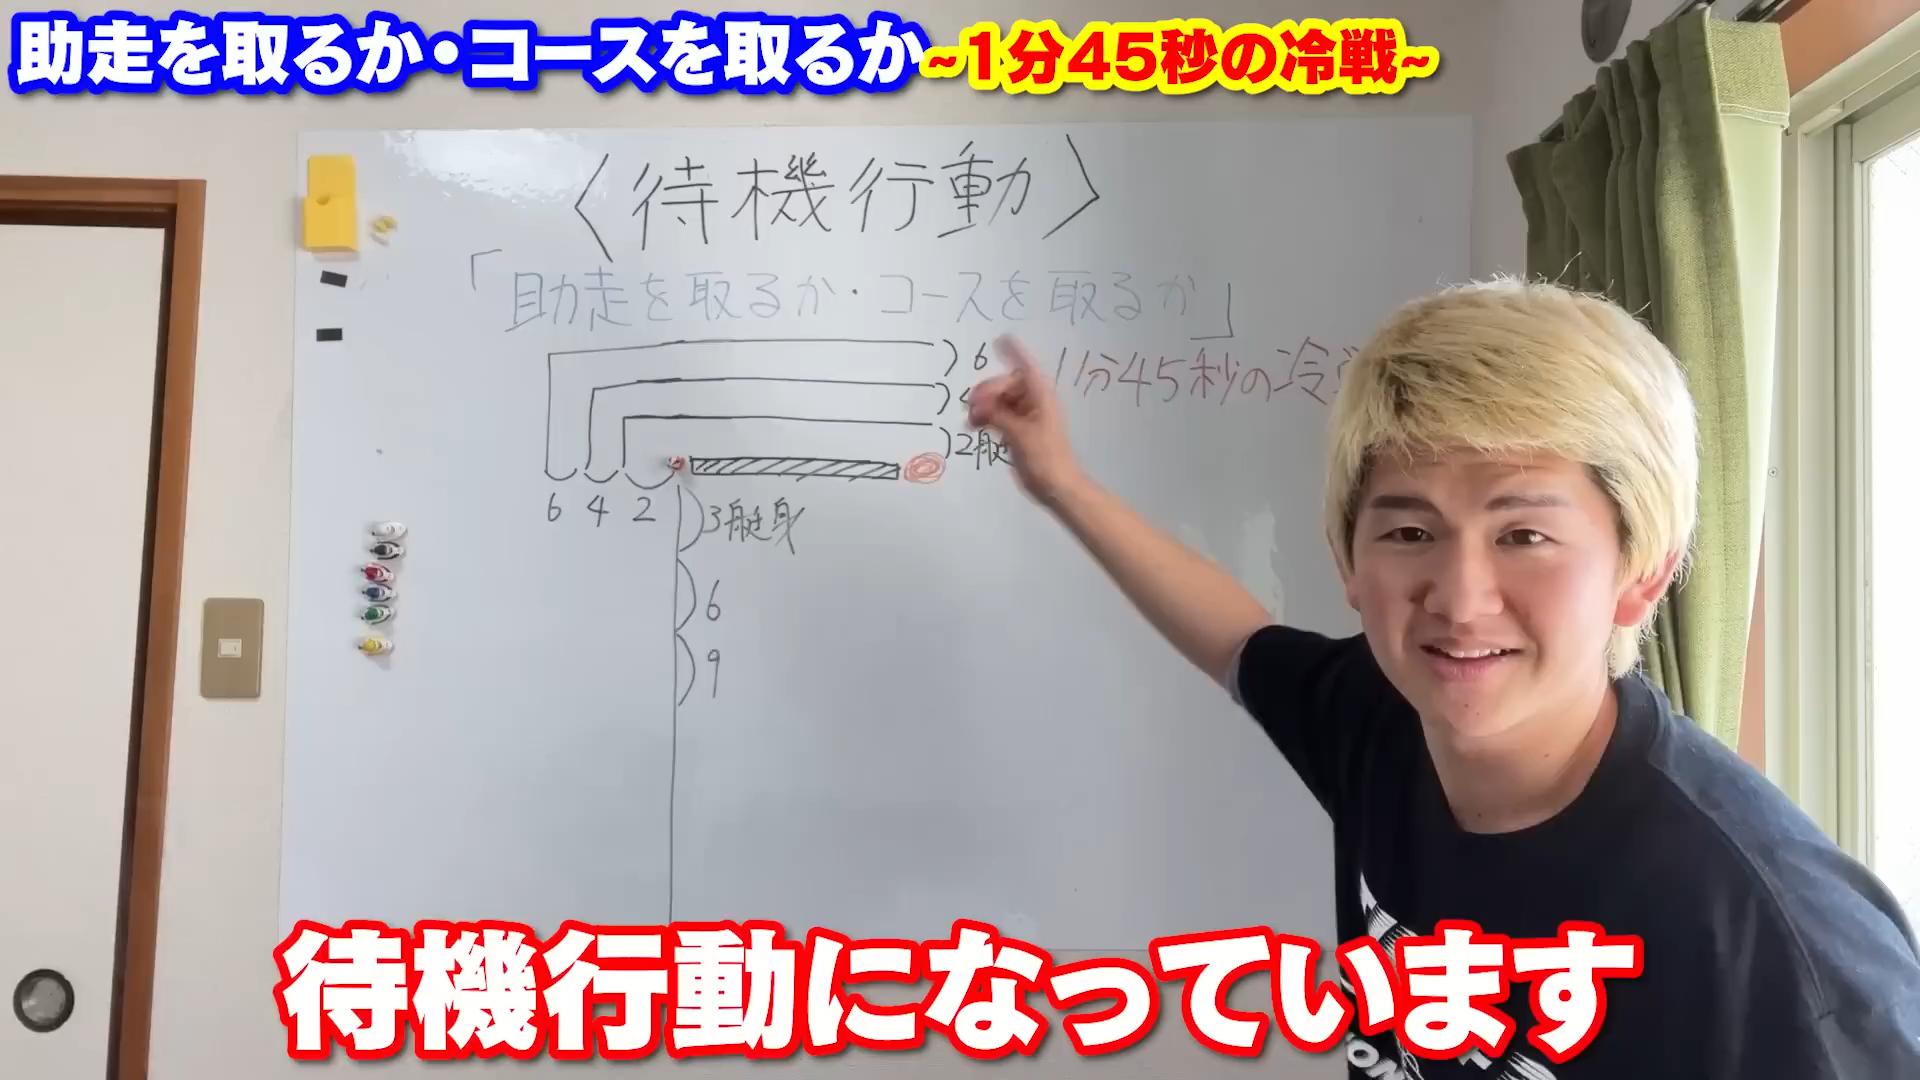 助走を取るか・コースを取るか~1分45秒の冷戦~
〈待機行動〉
「助走を取るか・コースを取るか」
1分45秒の冷
6
2艇
6 4 2
3艇身
6
9
待機行動になっています